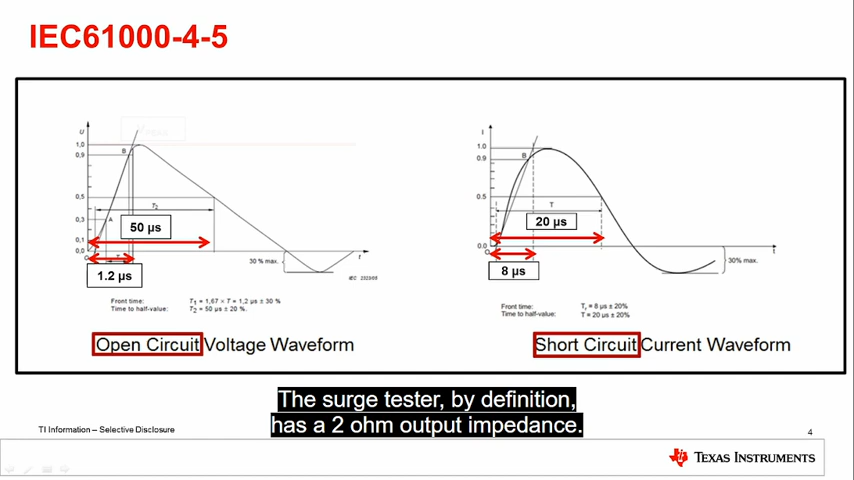 IEC61000-4-5
U
1,0
0,9
B
0,5
T2
0,3
A
50 µs
0,1
0,0
O
t
1.2 µs
30 % max.
IEC 2323/05
Front time: T1 = 1,67 × T = 1,2 µs ± 30 %
Time to half-value: T2 = 50 µs ± 20 %.
Open Circuit Voltage Waveform
I
1.0
0.9
B
0.5
T
20 µs
0.0
O
t
8 µs
30% max.
Front time: Tr = 8 µs ± 20%
Time to half-value: T = 20 µs ± 20%
Short Circuit Current Waveform
The surge tester, by definition,
has a 2 ohm output impedance.
TI Information – Selective Disclosure
4
TEXAS INSTRUMENTS